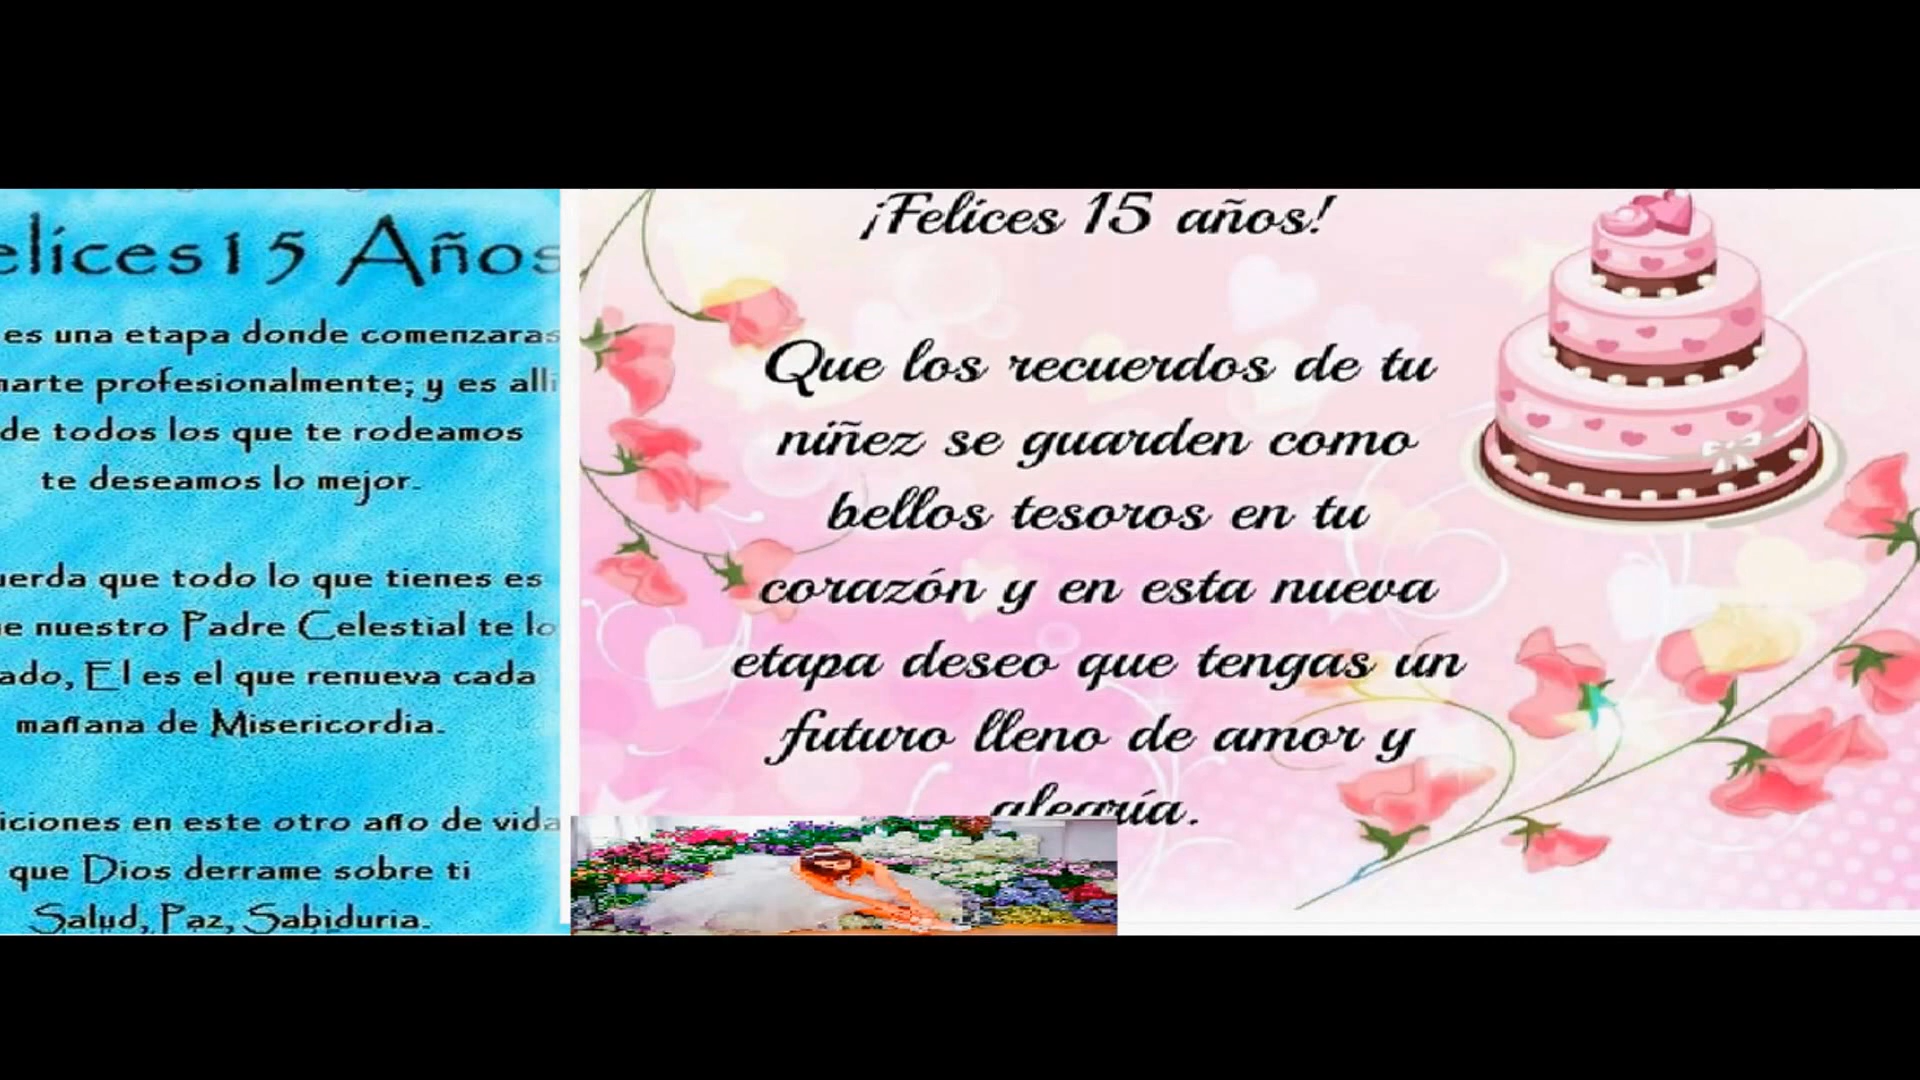 elices 15 Años
es una etapa donde comenzaras
marte profesionalmente; y es alli
de todos los que te rodeamos
te deseamos lo mejor.
uerda que todo lo que tienes es
e nuestro Padre Celestial te lo
ado, El es el que renueva cada
mañana de Misericordia.
iciones en este otro año de vida
que Dios derrame sobre ti
Salud, Paz, Sabiduria.
¡Felices 15 años!
Que los recuerdos de tu
niñez se guarden como
bellos tesoros en tu
corazón y en esta nueva
etapa deseo que tengas un
futuro lleno de amor y
alegría.